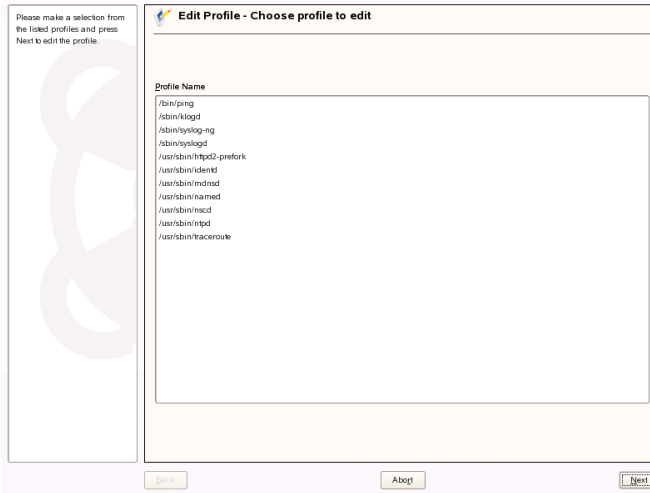 Please make a selection from
the listed profiles and press
Next to edit the profile.
Edit Profile - Choose profile to edit
Profile Name
/bin/ping
/sbin/klogd
/sbin/syslog-ng
/sbin/syslogd
/usr/sbin/httpd2-prefork
/usr/sbin/identd
/usr/sbin/mdnsd
/usr/sbin/named
/usr/sbin/nscd
/usr/sbin/ntpd
/usr/sbin/traceroute
Back
Abort
Next